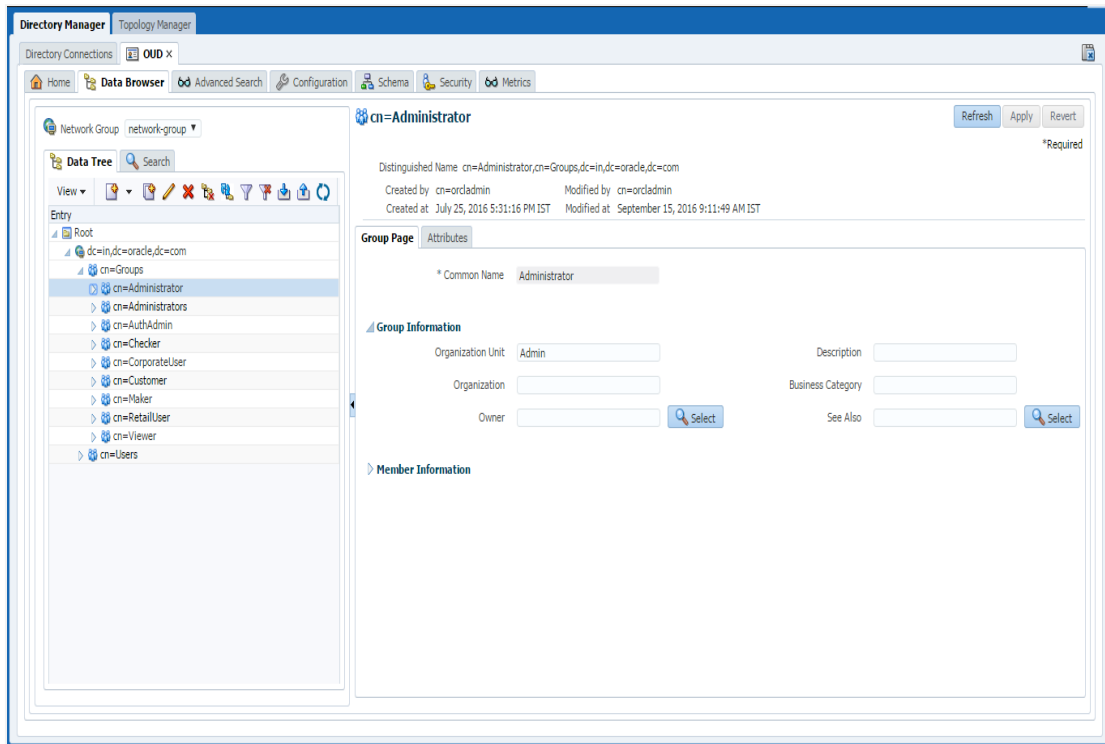 Directory Manager Topology Manager
Directory Connections OUD ×
Home Data Browser Advanced Search Configuration Schema Security Metrics
Network Group network-group
Data Tree Search
View
Entry
Root
dc=in,dc=oracle,dc=com
cn=Groups
cn=Administrator
cn=Administrators
cn=AuthAdmin
cn=Checker
cn=CorporateUser
cn=Customer
cn=Maker
cn=RetailUser
cn=Viewer
cn=Users
cn=Administrator
Refresh Apply Revert
*Required
Distinguished Name cn=Administrator,cn=Groups,dc=in,dc=oracle,dc=com
Created by cn=orcladmin Modified by cn=orcladmin
Created at July 25, 2016 5:31:16 PM IST Modified at September 15, 2016 9:11:49 AM IST
Group Page Attributes
* Common Name Administrator
Group Information
Organization Unit Admin Description
Organization Business Category
Owner Select See Also Select
Member Information